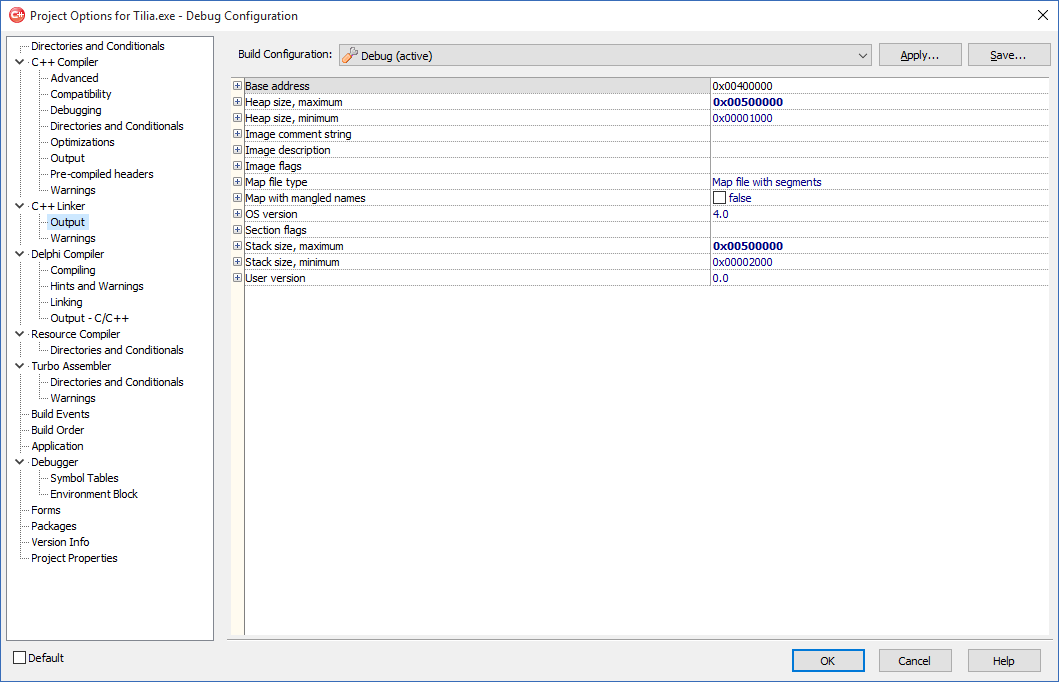 Project Options for Tilia.exe - Debug Configuration
Directories and Conditionals
C++ Compiler
Advanced
Compatibility
Debugging
Directories and Conditionals
Optimizations
Output
Pre-compiled headers
Warnings
C++ Linker
Output
Warnings
Delphi Compiler
Compiling
Hints and Warnings
Linking
Output - C/C++
Resource Compiler
Directories and Conditionals
Turbo Assembler
Directories and Conditionals
Warnings
Build Events
Build Order
Application
Debugger
Symbol Tables
Environment Block
Forms
Packages
Version Info
Project Properties
Default
Build Configuration: Debug (active) Apply... Save...
Base address 0x00400000
Heap size, maximum 0x00500000
Heap size, minimum 0x00001000
Image comment string
Image description
Image flags
Map file type Map file with segments
Map with mangled names false
OS version 4.0
Section flags
Stack size, maximum 0x00500000
Stack size, minimum 0x00002000
User version 0.0
OK Cancel Help